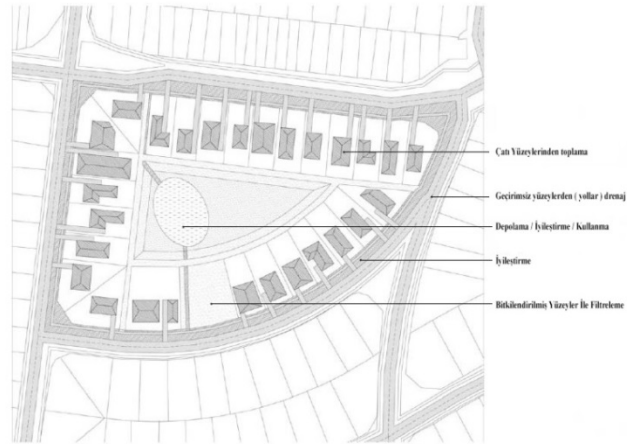 Çatı Yüzeylerinden toplama
Geçirimsiz yüzeylerden ( yollar ) drenaj
Depolama / İyileştirme / Kullanma
İyileştirme
Bitkilendirilmiş Yüzeyler İle Filtreleme